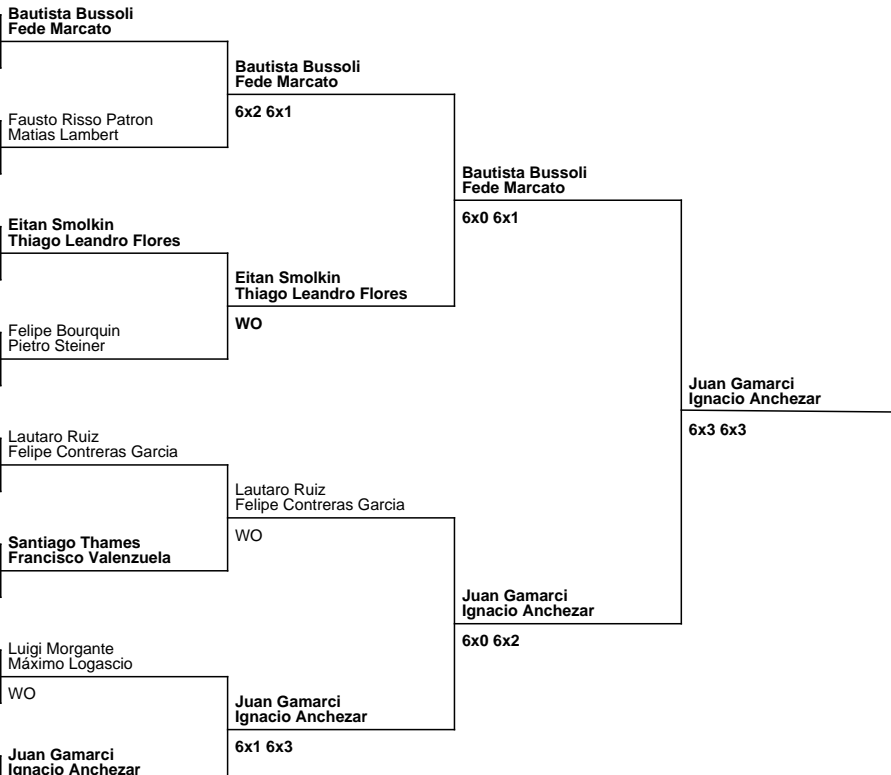 Bautista Bussoli
Fede Marcato
Fausto Risso Patron
Matias Lambert
Eitan Smolkin
Thiago Leandro Flores
Felipe Bourquin
Pietro Steiner
Lautaro Ruiz
Felipe Contreras Garcia
Santiago Thames
Francisco Valenzuela
Luigi Morgante
Máximo Logascio
WO
Juan Gamarci
Ignacio Anchezar
Bautista Bussoli
Fede Marcato
6x2 6x1
Eitan Smolkin
Thiago Leandro Flores
WO
Lautaro Ruiz
Felipe Contreras Garcia
WO
Juan Gamarci
Ignacio Anchezar
6x1 6x3
Bautista Bussoli
Fede Marcato
6x0 6x1
Juan Gamarci
Ignacio Anchezar
6x0 6x2
Juan Gamarci
Ignacio Anchezar
6x3 6x3